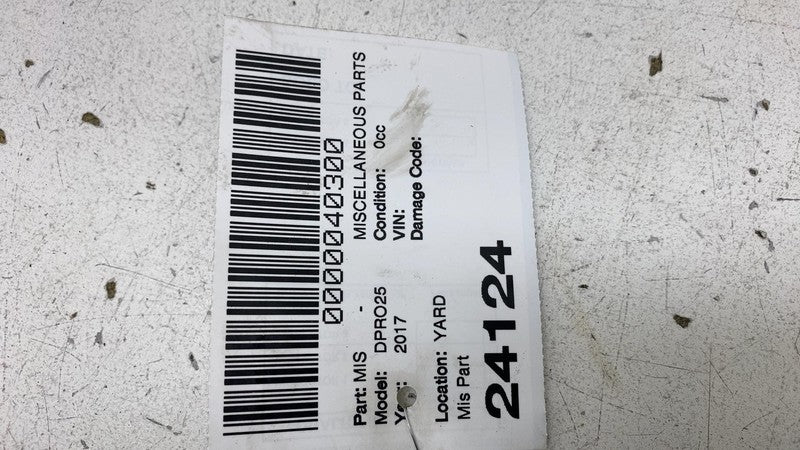 0000040300
Part: MIS - MISCELLANEOUS PARTS
Model: DPRO25 Condition: 0cc
2017 VIN:
Damage Code:
Location: YARD
Mis Part
24124